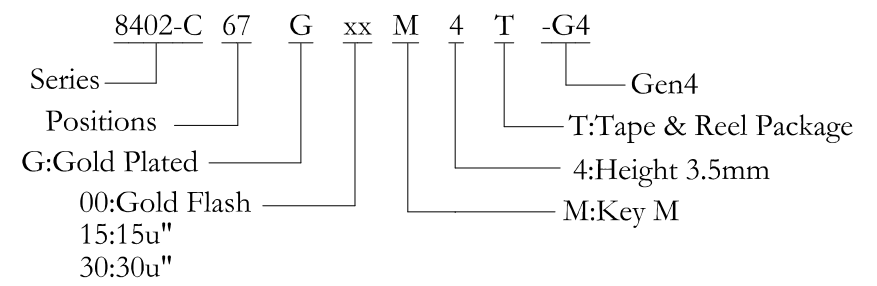 8402-C 67 G xx M 4 T -G4
Series
Gen4
Positions
T:Tape & Reel Package
G:Gold Plated
4:Height 3.5mm
00:Gold Flash
M:Key M
15:15u"
30:30u"